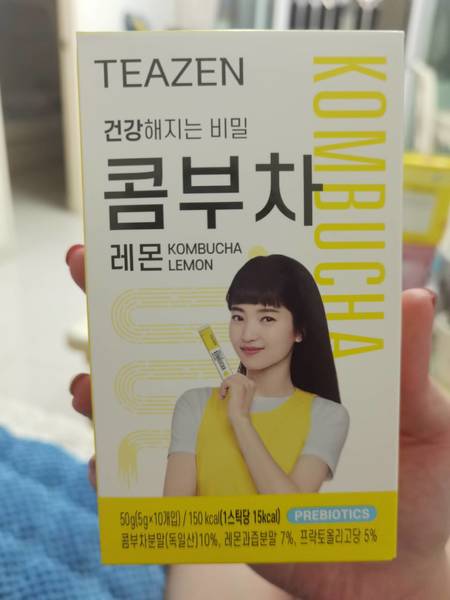 TEAZEN
건강해지는 비밀
콤부차
레몬 KOMBUCHA
LEMON
KOMBUCHA
50g(5g×10개입) / 150 kcal(1스틱당 15kcal)
PREBIOTICS
콤부차분말(독일산)10%, 레몬과즙분말 7%, 프락토올리고당 5%